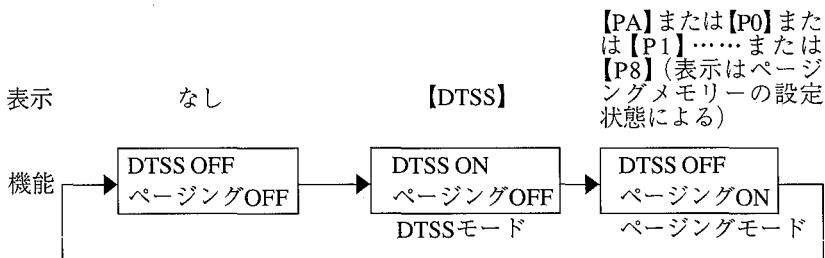 【PA】または【P0】また
は【P1】……または
【P8】（表示はページ
ングメモリーの設定
状態による）
表示 なし 【DTSS】
機能
DTSS OFF
ページングOFF
DTSS ON
ページングOFF
DTSSモード
DTSS OFF
ページングON
ページングモード